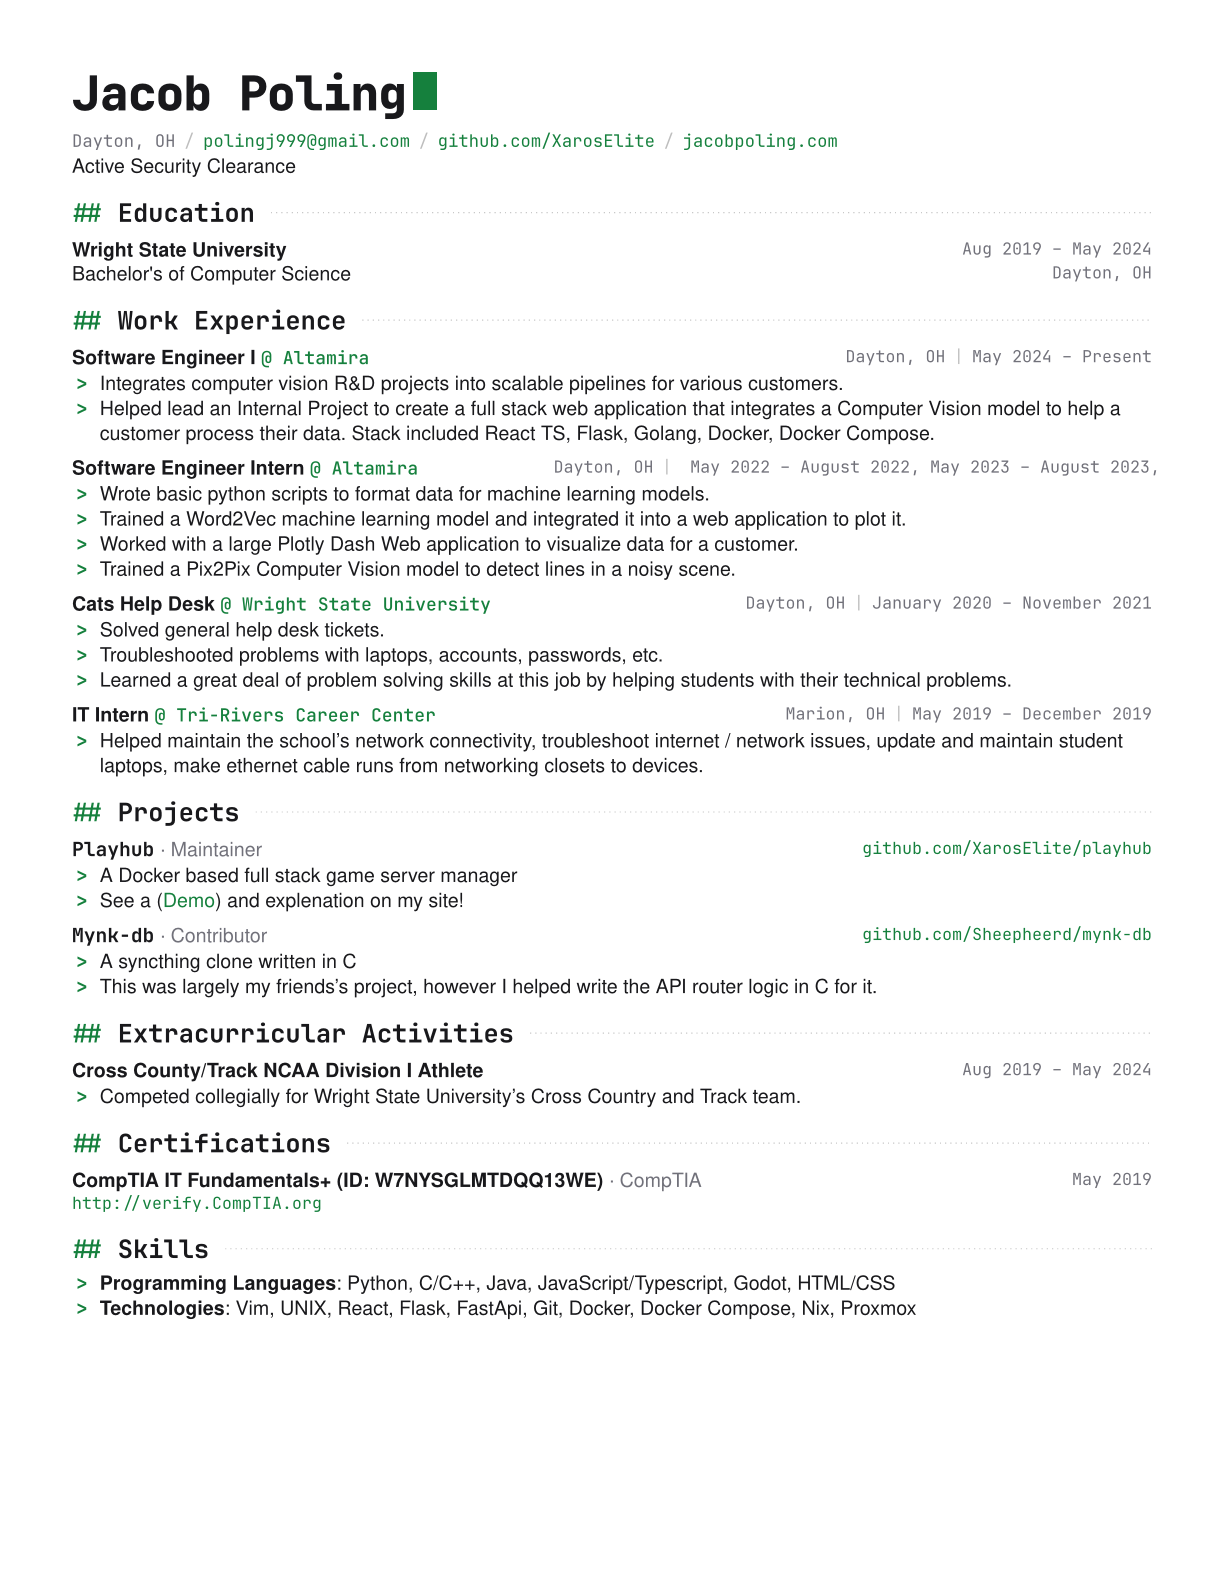 Jacob Poling
Dayton, OH / polingj999@gmail.com / github.com/XarosElite / jacobpoling.com
Active Security Clearance
## Education
Wright State University Aug 2019 – May 2024
Bachelor's of Computer Science Dayton, OH
## Work Experience
Software Engineer I @ Altamira Dayton, OH | May 2024 – Present
> Integrates computer vision R&D projects into scalable pipelines for various customers.
> Helped lead an Internal Project to create a full stack web application that integrates a Computer Vision model to help a
customer process their data. Stack included React TS, Flask, Golang, Docker, Docker Compose.
Software Engineer Intern @ Altamira Dayton, OH | May 2022 – August 2022, May 2023 – August 2023,
> Wrote basic python scripts to format data for machine learning models.
> Trained a Word2Vec machine learning model and integrated it into a web application to plot it.
> Worked with a large Plotly Dash Web application to visualize data for a customer.
> Trained a Pix2Pix Computer Vision model to detect lines in a noisy scene.
Cats Help Desk @ Wright State University Dayton, OH | January 2020 – November 2021
> Solved general help desk tickets.
> Troubleshooted problems with laptops, accounts, passwords, etc.
> Learned a great deal of problem solving skills at this job by helping students with their technical problems.
IT Intern @ Tri-Rivers Career Center Marion, OH | May 2019 – December 2019
> Helped maintain the school’s network connectivity, troubleshoot internet / network issues, update and maintain student
laptops, make ethernet cable runs from networking closets to devices.
## Projects
Playhub · Maintainer github.com/XarosElite/playhub
> A Docker based full stack game server manager
> See a (Demo) and explenation on my site!
Mynk-db · Contributor github.com/Sheepheerd/mynk-db
> A syncthing clone written in C
> This was largely my friends’s project, however I helped write the API router logic in C for it.
## Extracurricular Activities
Cross County/Track NCAA Division I Athlete Aug 2019 – May 2024
> Competed collegially for Wright State University’s Cross Country and Track team.
## Certifications
CompTIA IT Fundamentals+ (ID: W7NYSGLMTDQQ13WE) · CompTIA May 2019
http://verify.CompTIA.org
## Skills
> Programming Languages: Python, C/C++, Java, JavaScript/Typescript, Godot, HTML/CSS
> Technologies: Vim, UNIX, React, Flask, FastApi, Git, Docker, Docker Compose, Nix, Proxmox